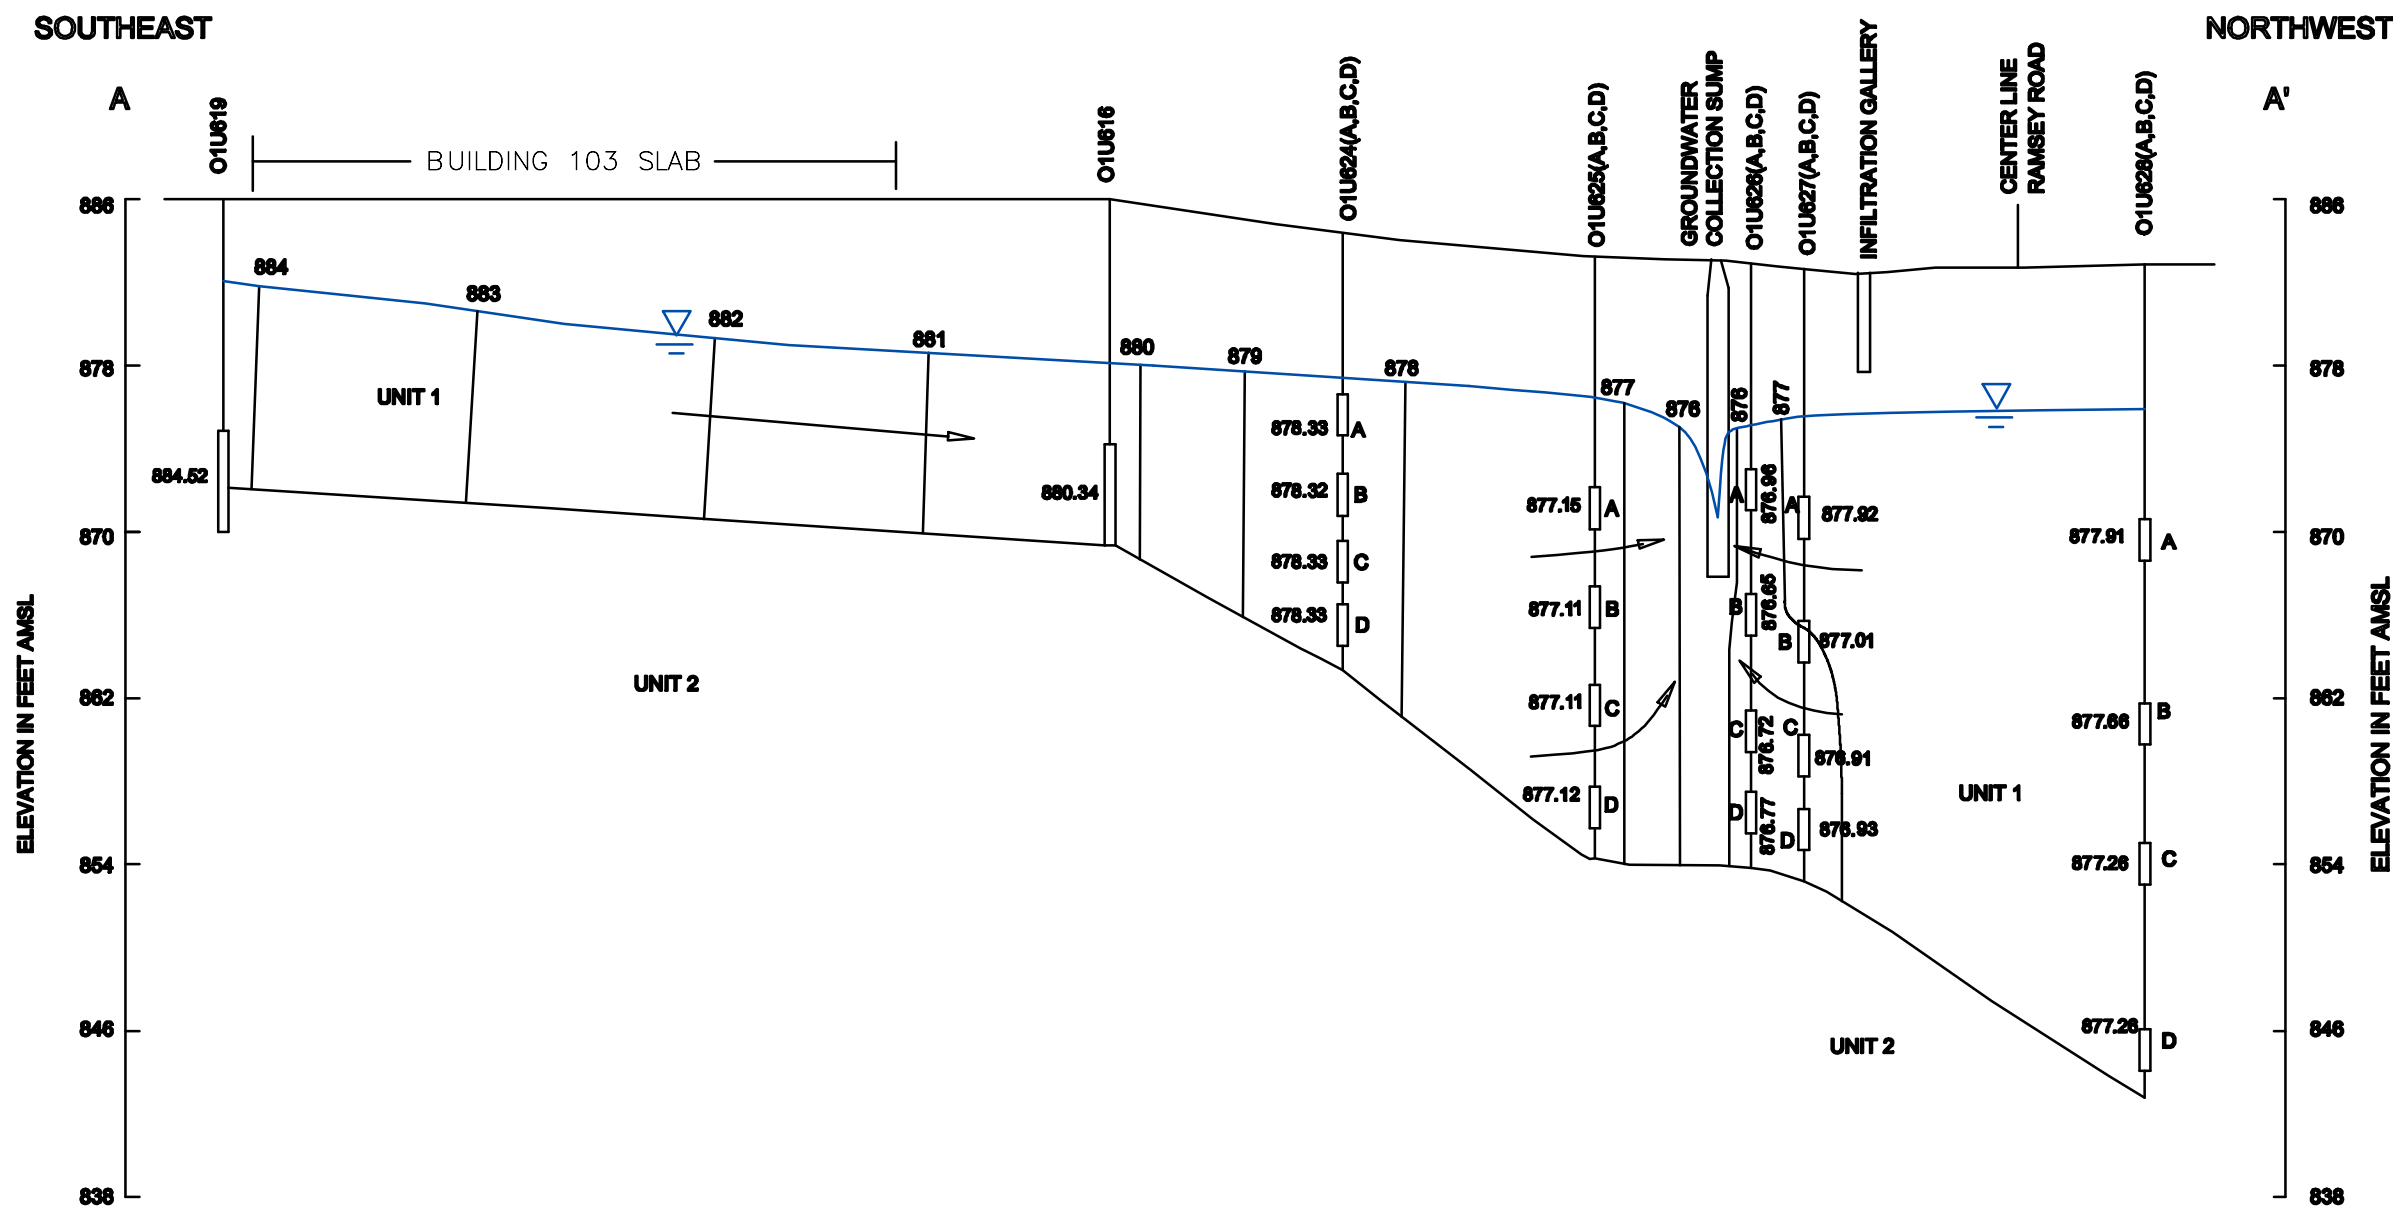 SOUTHEAST
NORTHWEST
A
A'
O1U619
BUILDING 103 SLAB
O1U616
O1U624(A,B,C,D)
O1U625(A,B,C,D)
GROUNDWATER
COLLECTION SUMP
O1U626(A,B,C,D)
O1U627(A,B,C,D)
INFILTRATION GALLERY
CENTER LINE
RAMSEY ROAD
O1U628(A,B,C,D)
886
886
884
883
882
881
880
879
878
877
876
876
877
878
878
UNIT 1
884.52
880.34
878.33 A
878.32 B
878.33 C
878.33 D
877.15 A
877.11 B
877.11 C
877.12 D
A 876.96
B 876.65
C 876.72
D 876.77
A 877.92
B 877.01
C 876.91
D 876.93
877.91 A
877.66 B
877.26 C
877.26 D
870
870
ELEVATION IN FEET AMSL
ELEVATION IN FEET AMSL
UNIT 2
862
862
UNIT 1
854
854
846
846
UNIT 2
838
838